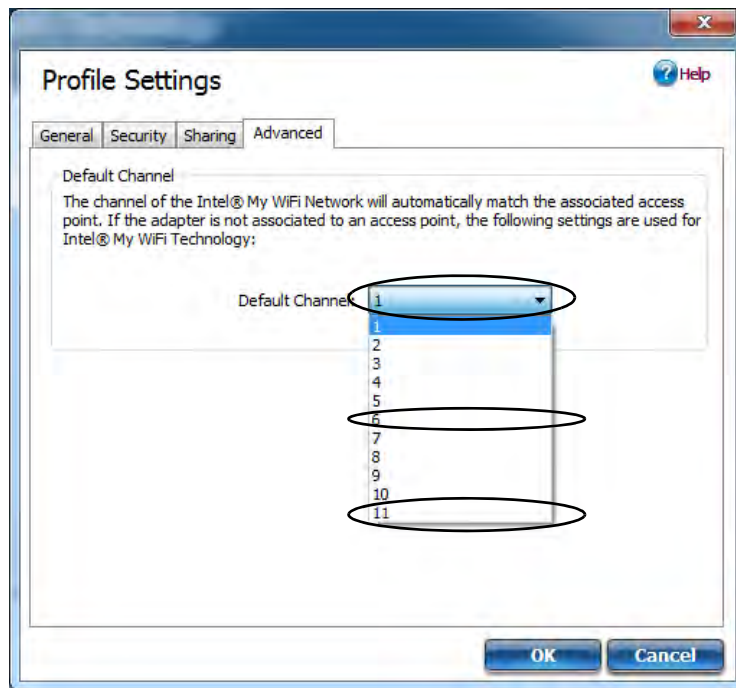 x
Profile Settings
Help
General Security Sharing Advanced
Default Channel
The channel of the Intel® My WiFi Network will automatically match the associated access
point. If the adapter is not associated to an access point, the following settings are used for
Intel® My WiFi Technology:
Default Channel: 1
1
2
3
4
5
6
7
8
9
10
11
OK Cancel